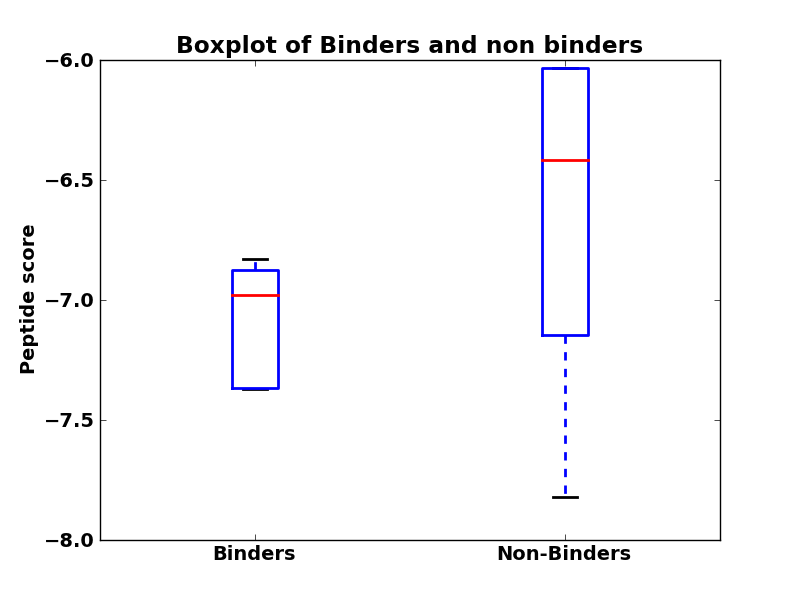 Boxplot of Binders and non binders
Peptide score
−6.0
−6.5
−7.0
−7.5
−8.0
Binders
Non-Binders